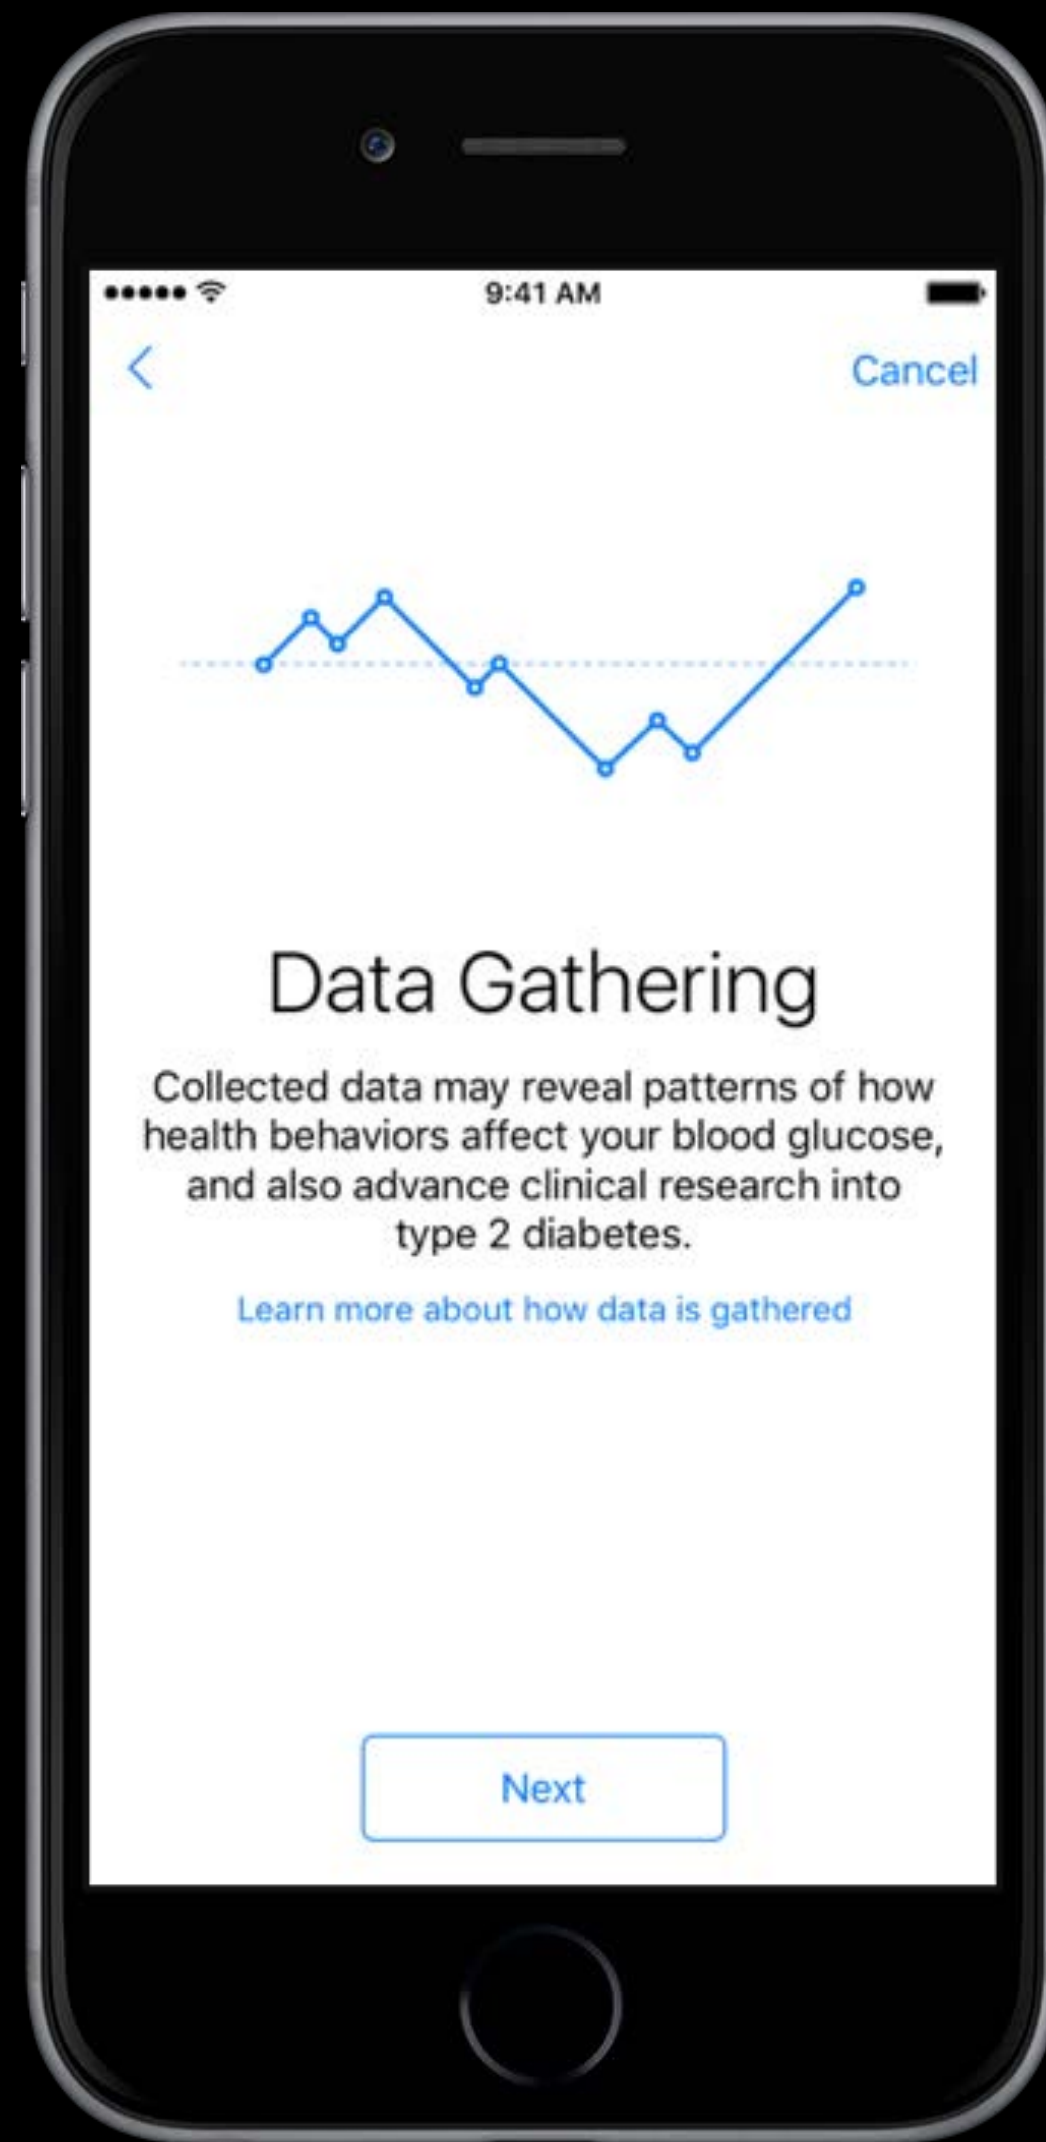 9:41 AM
Cancel
Data Gathering
Collected data may reveal patterns of how
health behaviors affect your blood glucose,
and also advance clinical research into
type 2 diabetes.
Learn more about how data is gathered
Next